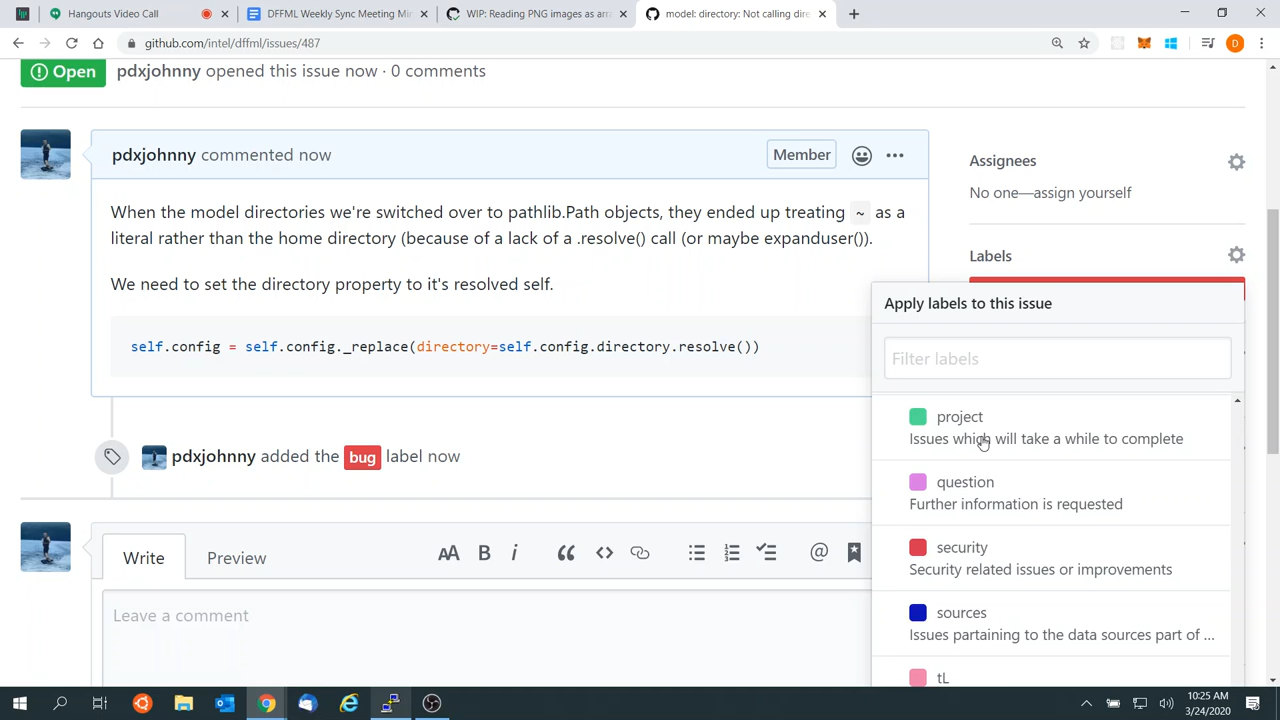 Hangouts Video Call
DFFML Weekly Sync Meeting Min
WIP: Reading PNG images as arr
model: directory: Not calling dire
github.com/intel/dffml/issues/487
D
Open
pdxjohnny opened this issue now · 0 comments
pdxjohnny commented now
Member
When the model directories we're switched over to pathlib.Path objects, they ended up treating ~ as a
literal rather than the home directory (because of a lack of a .resolve() call (or maybe expanduser()).
We need to set the directory property to it's resolved self.
self.config = self.config._replace(directory=self.config.directory.resolve())
pdxjohnny added the bug label now
Write
Preview
AA B i
@
Leave a comment
Assignees
No one—assign yourself
Labels
Apply labels to this issue
Filter labels
project
Issues which will take a while to complete
question
Further information is requested
security
Security related issues or improvements
sources
Issues partaining to the data sources part of ...
tL
10:25 AM
3/24/2020